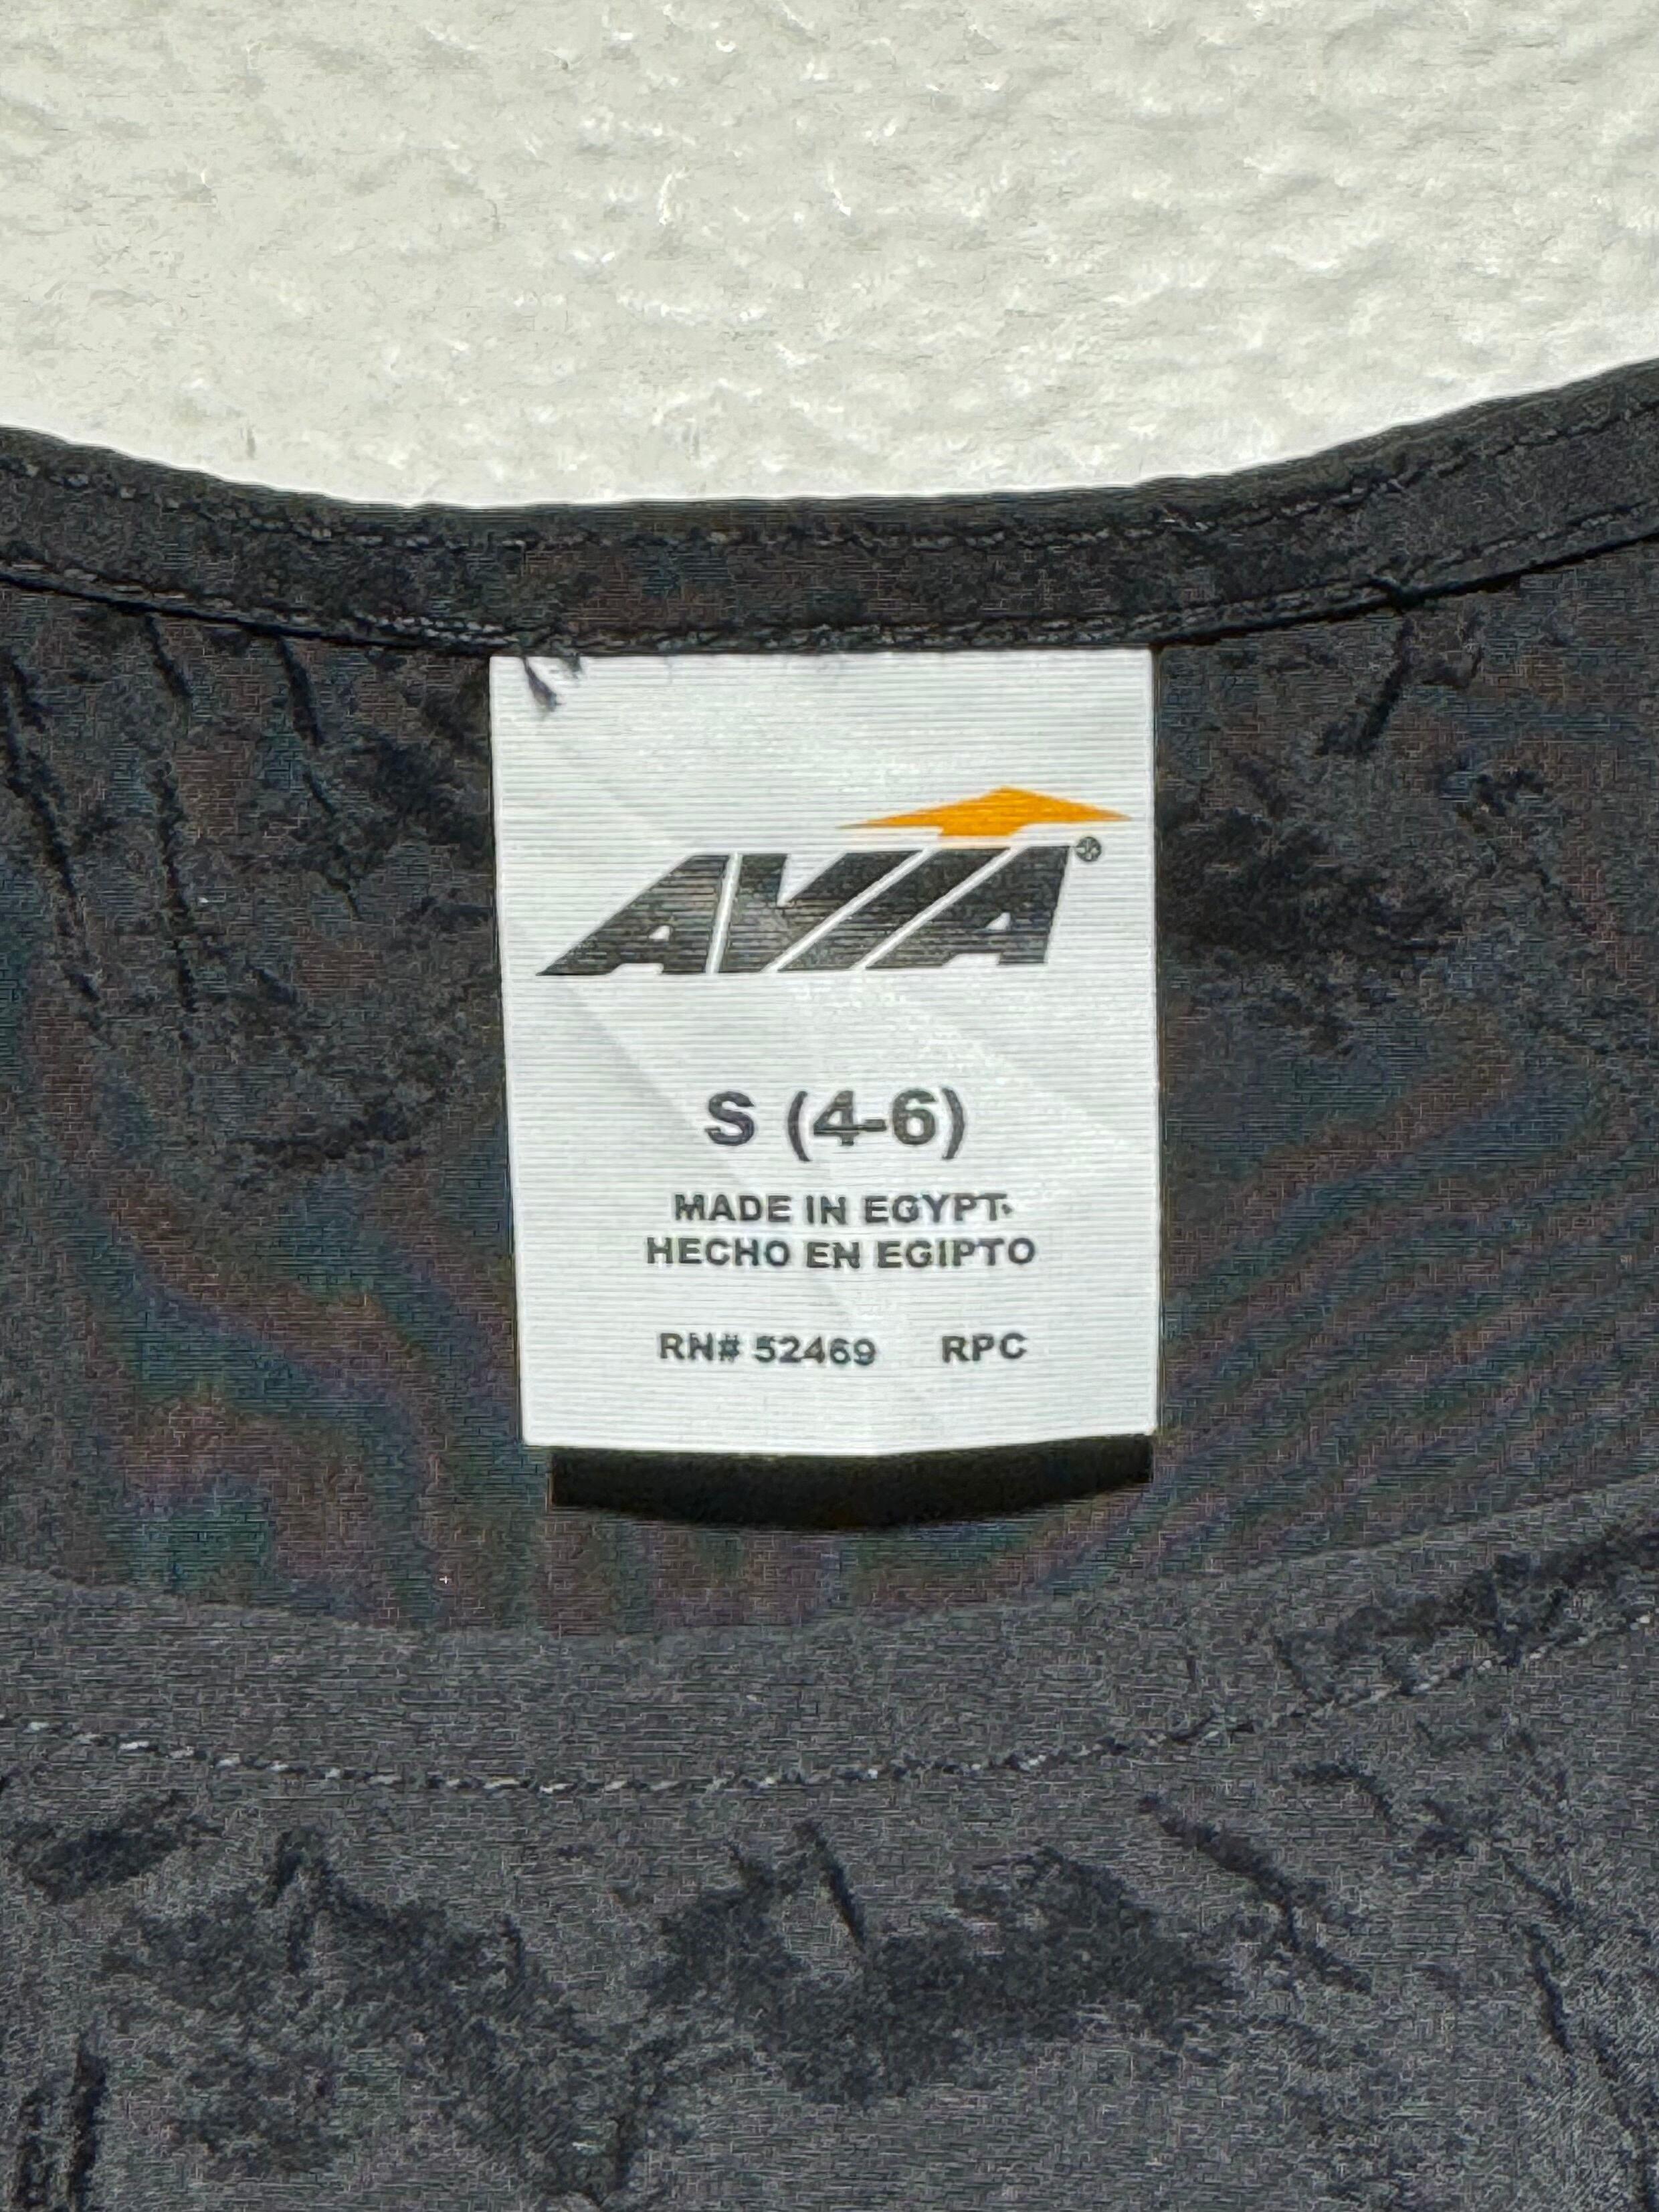 AVIA®
S (4-6)
MADE IN EGYPT
HECHO EN EGIPTO
RN# 52469 RPC